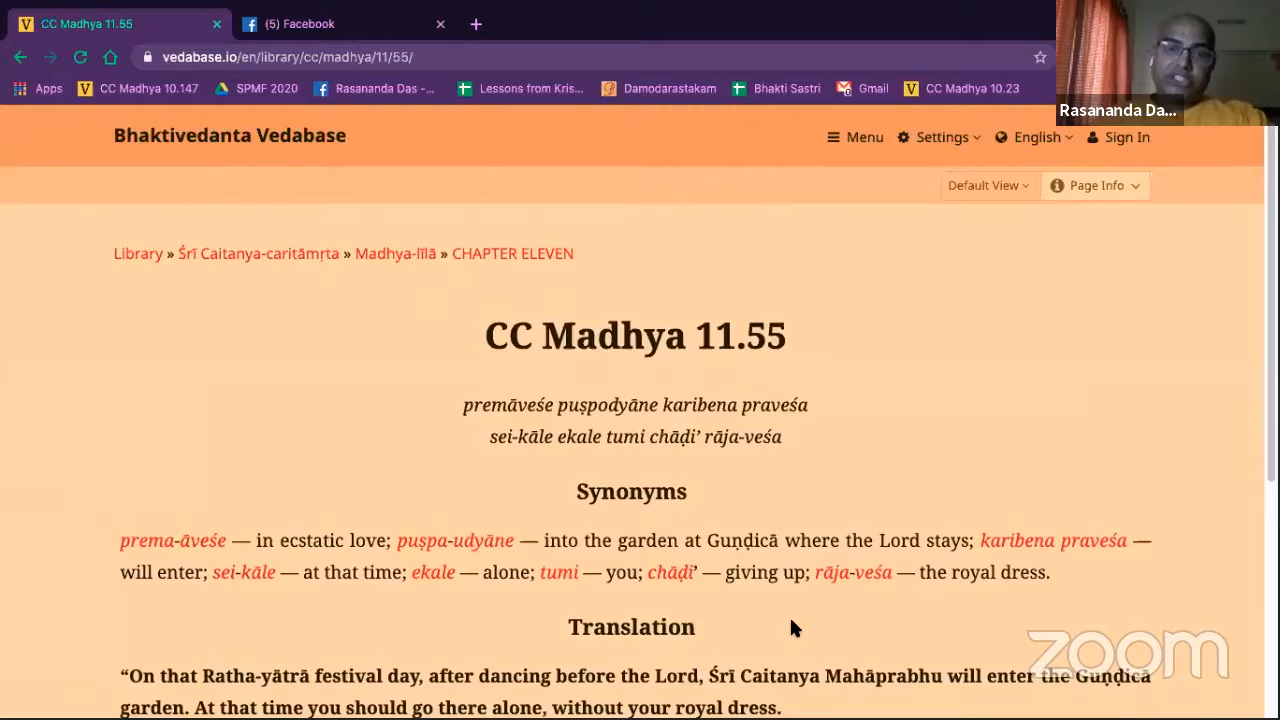 CC Madhya 11.55
(5) Facebook
vedabase.io/en/library/cc/madhya/11/55/
Apps CC Madhya 10.147 SPMF 2020 Rasananda Das -... Lessons from Kris... Damodarastakam Bhakti Sastri Gmail CC Madhya 10.23
Rasananda Da...
Bhaktivedanta Vedabase
Menu Settings English Sign In
Default View Page Info
Library » Śrī Caitanya-caritāmṛta » Madhya-līlā » CHAPTER ELEVEN
CC Madhya 11.55
premāveśe puṣpodyāne karibena praveśa
sei-kāle ekale tumi chāḍi’ rāja-veśa
Synonyms
prema-āveśe — in ecstatic love; puṣpa-udyāne — into the garden at Guṇḍicā where the Lord stays; karibena praveśa —
will enter; sei-kāle — at that time; ekale — alone; tumi — you; chāḍi’ — giving up; rāja-veśa — the royal dress.
Translation
“On that Ratha-yātrā festival day, after dancing before the Lord, Śrī Caitanya Mahāprabhu will enter the Guṇḍicā
garden. At that time you should go there alone, without your royal dress.
zoom